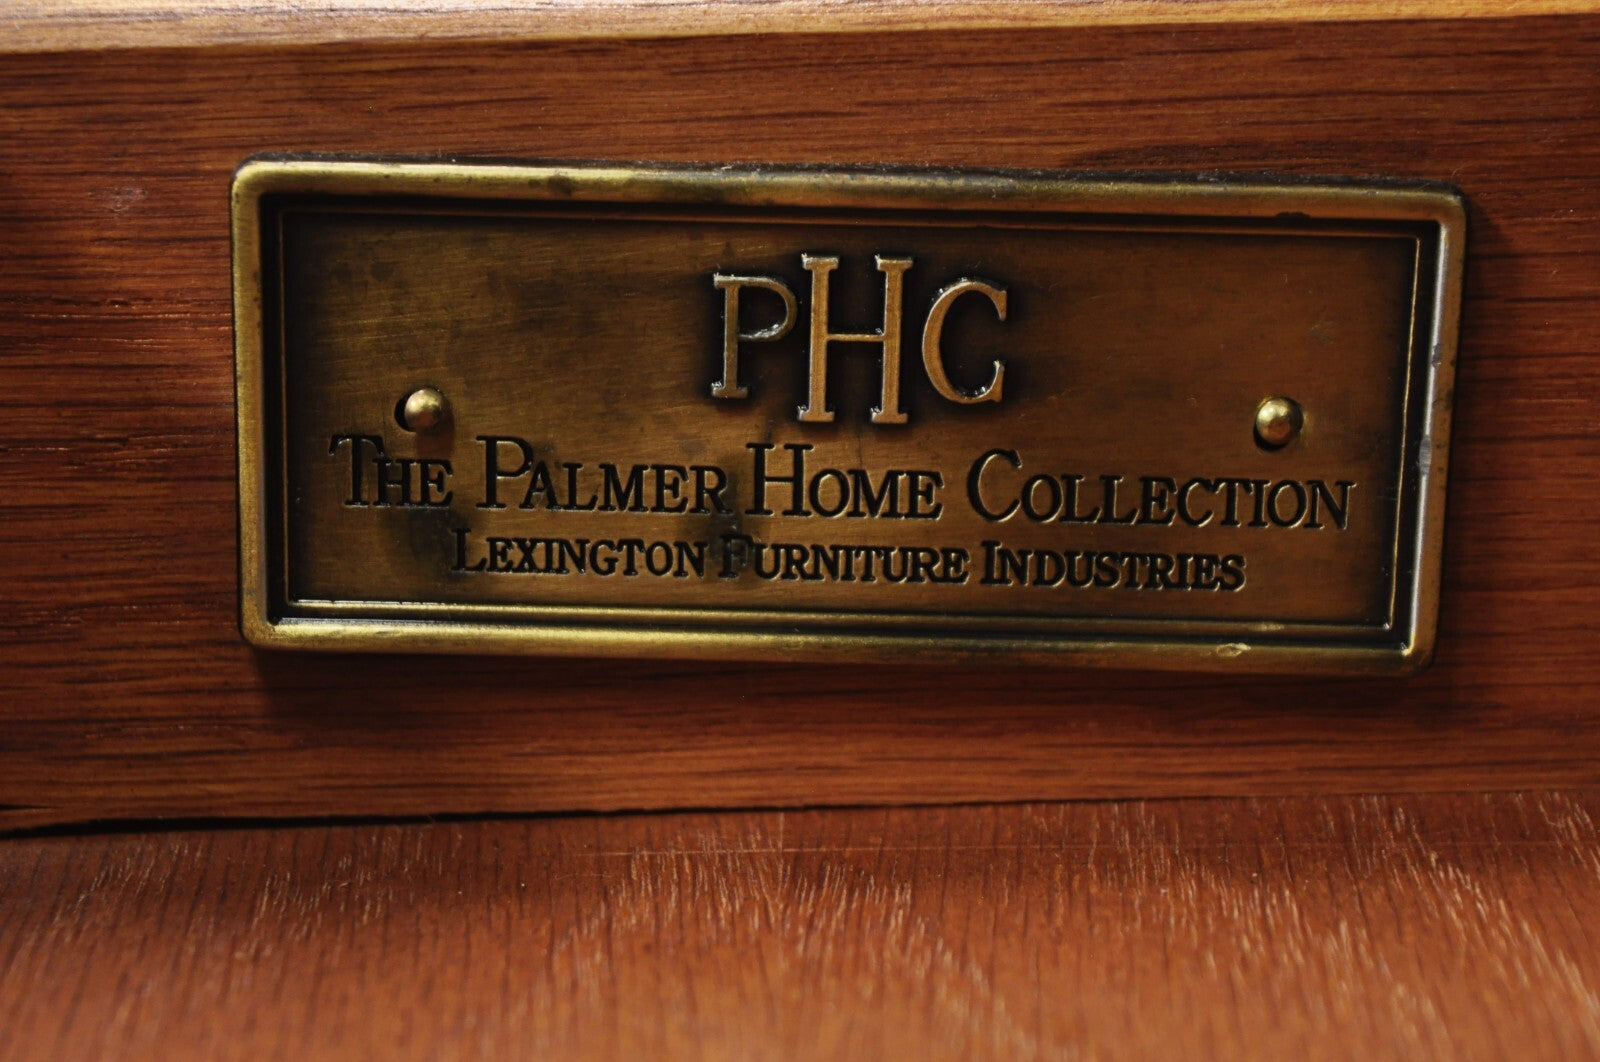 PHC
THE PALMER HOME COLLECTION
LEXINGTON FURNITURE INDUSTRIES